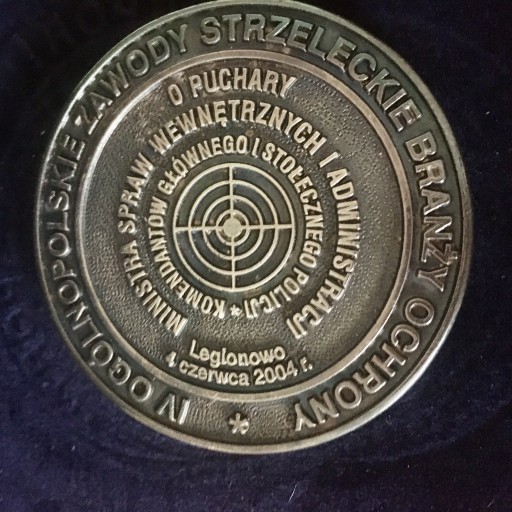 IV OGÓLNOPOLSKIE ZAWODY STRZELECKIE BRANŻY OCHRONY *
O PUCHARY
MINISTRA SPRAW WEWNĘTRZNYCH I ADMINISTRACJI
KOMENDANTÓW GŁÓWNEGO I STOŁECZNEGO POLICJI *
Legionowo
4 czerwca 2004 r.